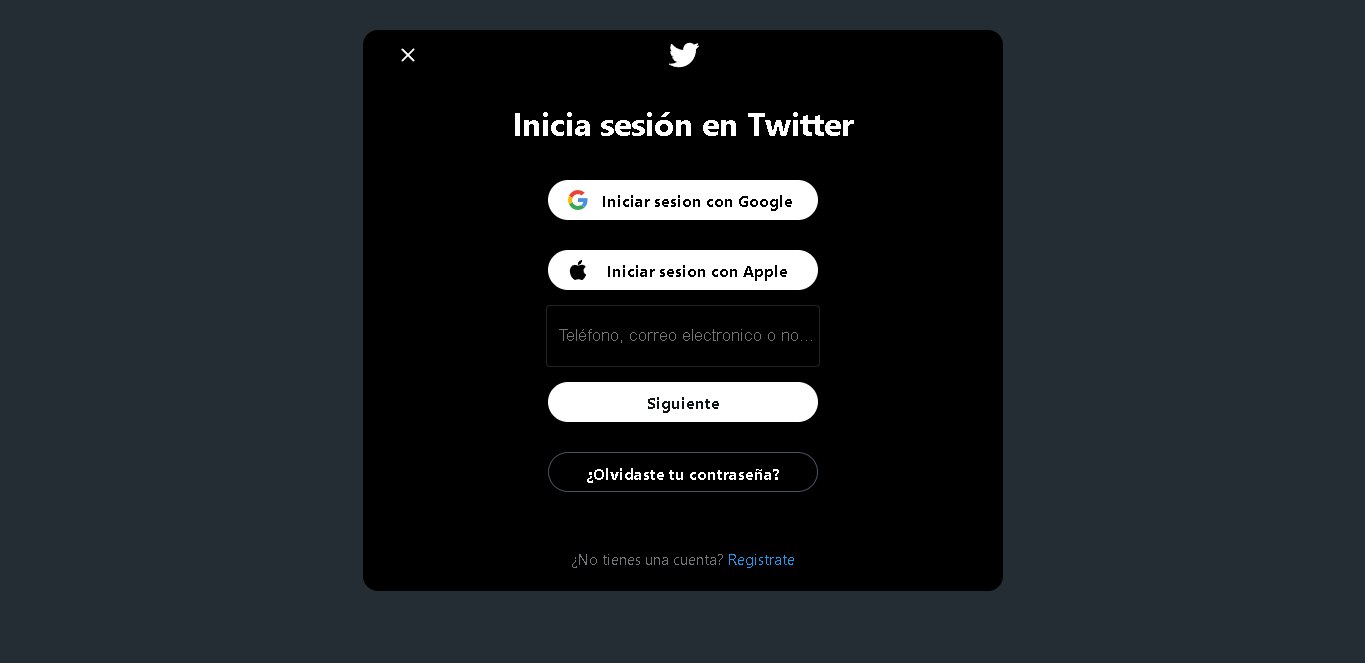 Inicia sesión en Twitter
Iniciar sesion con Google
Iniciar sesion con Apple
Teléfono, correo electronico o no...
Siguiente
¿Olvidaste tu contraseña?
¿No tienes una cuenta? Registrate